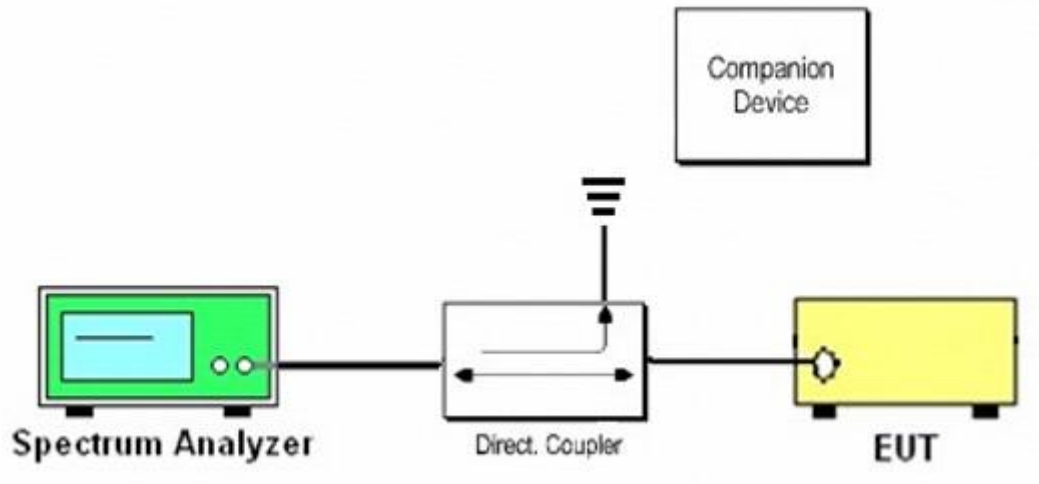 Companion
Device
Spectrum Analyzer
Direct. Coupler
EUT